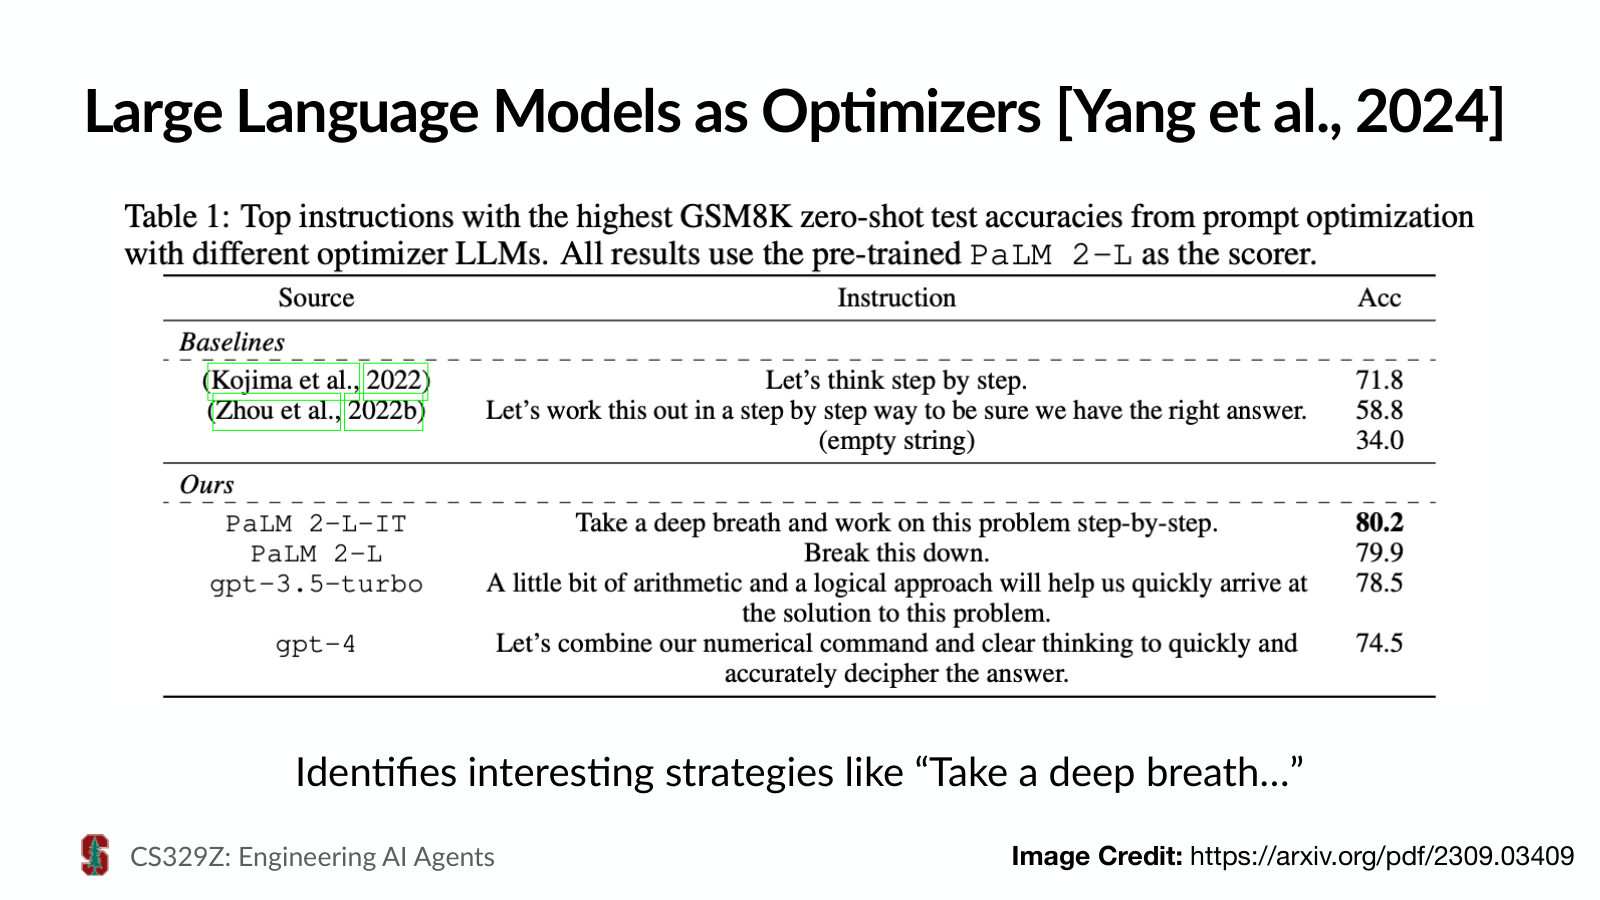 Large Language Models as Optimizers [Yang et al., 2024]
Table 1: Top instructions with the highest GSM8K zero-shot test accuracies from prompt optimization
with different optimizer LLMs. All results use the pre-trained PaLM 2-L as the scorer.
Source Instruction Acc
Baselines
(Kojima et al., 2022) Let's think step by step. 71.8
(Zhou et al., 2022b) Let's work this out in a step by step way to be sure we have the right answer. 58.8
(empty string) 34.0
Ours
PaLM 2-L-IT Take a deep breath and work on this problem step-by-step. 80.2
PaLM 2-L Break this down. 79.9
gpt-3.5-turbo A little bit of arithmetic and a logical approach will help us quickly arrive at 78.5
the solution to this problem.
gpt-4 Let's combine our numerical command and clear thinking to quickly and 74.5
accurately decipher the answer.
Identifies interesting strategies like “Take a deep breath…”
CS329Z: Engineering AI Agents
Image Credit: https://arxiv.org/pdf/2309.03409